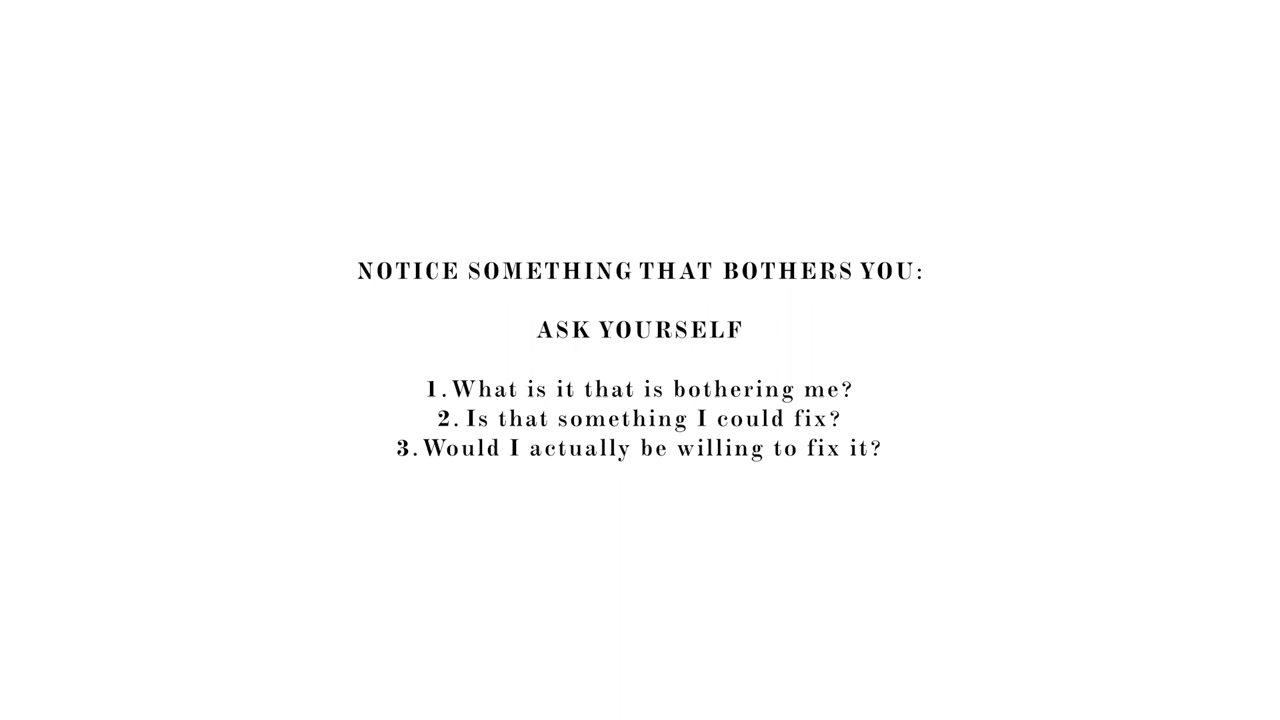 NOTICE SOMETHING THAT BOTHERS YOU:
ASK YOURSELF
1. What is it that is bothering me?
2. Is that something I could fix?
3. Would I actually be willing to fix it?